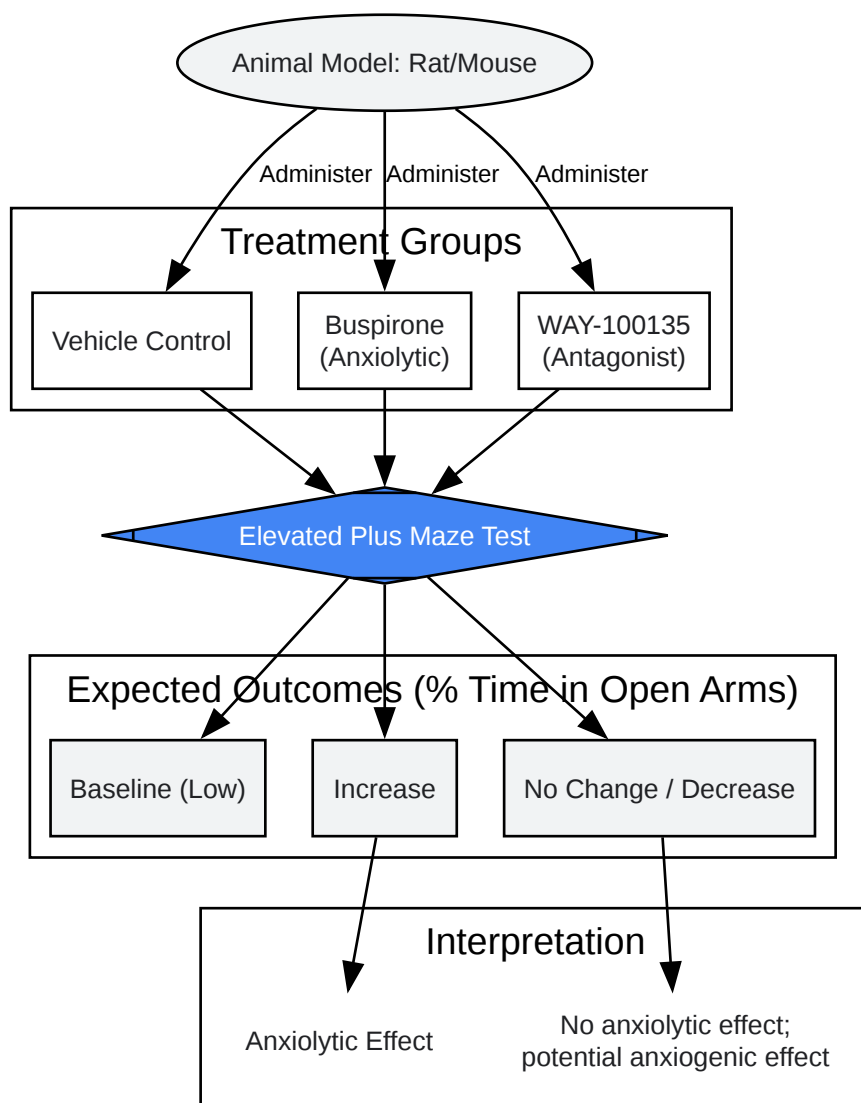 Animal Model: Rat/Mouse
Administer
Administer
Administer
Treatment Groups
Vehicle Control
Buspirone
(Anxiolytic)
WAY-100135
(Antagonist)
Elevated Plus Maze Test
Expected Outcomes (% Time in Open Arms)
Baseline (Low)
Increase
No Change / Decrease
Interpretation
Anxiolytic Effect
No anxiolytic effect;
potential anxiogenic effect